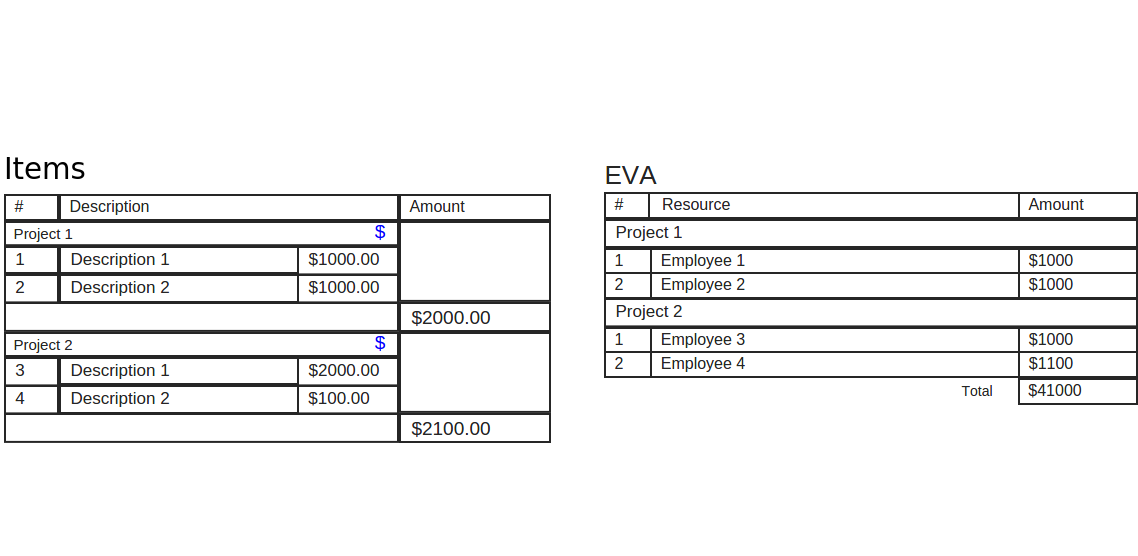 Items
# Description Amount
Project 1 $
1 Description 1 $1000.00
2 Description 2 $1000.00
$2000.00
Project 2 $
3 Description 1 $2000.00
4 Description 2 $100.00
$2100.00
EVA
# Resource Amount
Project 1
1 Employee 1 $1000
2 Employee 2 $1000
Project 2
1 Employee 3 $1000
2 Employee 4 $1100
Total $41000